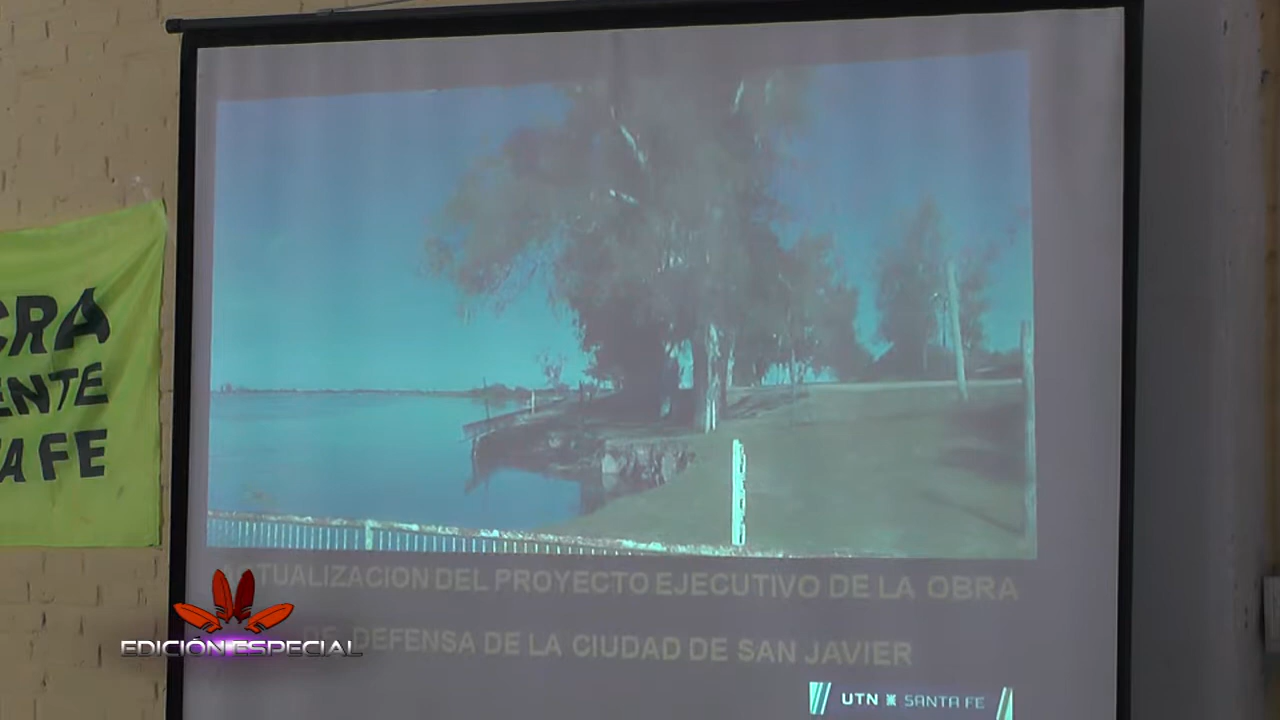 CRA
ENTE
A FE
ACTUALIZACION DEL PROYECTO EJECUTIVO DE LA OBRA
DE DEFENSA DE LA CIUDAD DE SAN JAVIER
EDICIÓN ESPECIAL
UTN SANTA FE